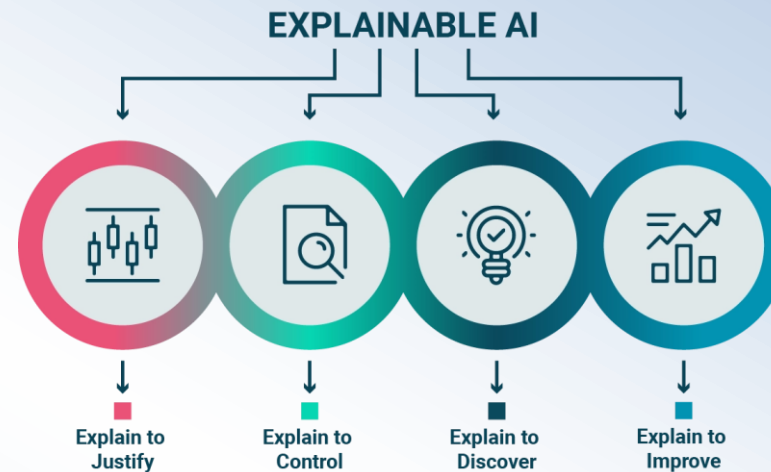 EXPLAINABLE AI
Explain to
Justify
Explain to
Control
Explain to
Discover
Explain to
Improve